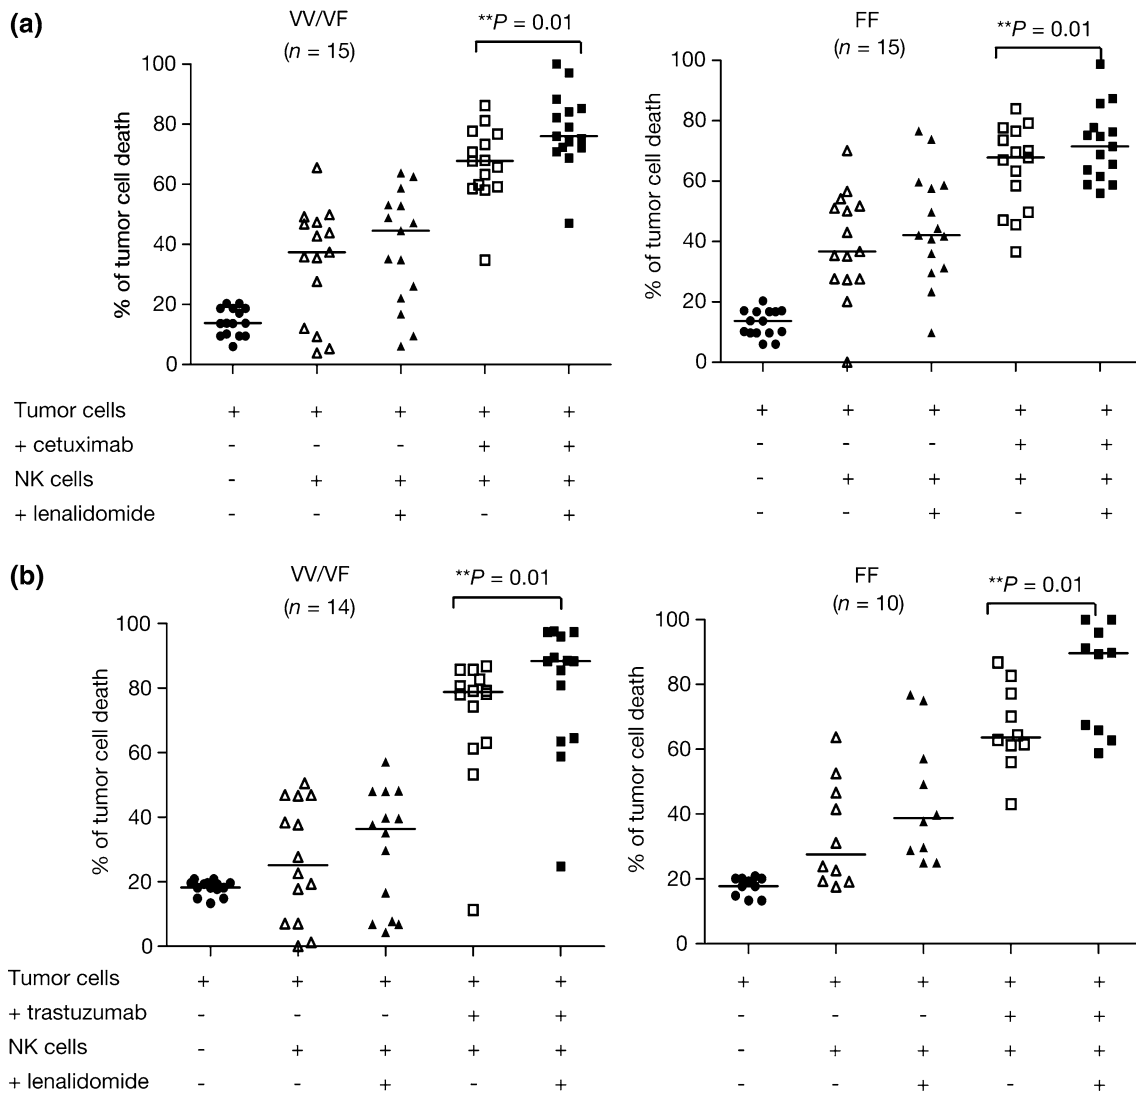 (a)
VV/VF
(n = 15)
**P = 0.01
% of tumor cell death
100
80
60
40
20
0
FF
(n = 15)
**P = 0.01
% of tumor cell death
100
80
60
40
20
0
Tumor cells + + + + + + + + + +
+ cetuximab - - - + + - - - + +
NK cells - + + + + - + + + +
+ lenalidomide - - + - + - - + - +
(b)
VV/VF
(n = 14)
**P = 0.01
% of tumor cell death
100
80
60
40
20
0
FF
(n = 10)
**P = 0.01
% of tumor cell death
100
80
60
40
20
0
Tumor cells + + + + + + + + + +
+ trastuzumab - - - + + - - - + +
NK cells - + + + + - + + + +
+ lenalidomide - - + - + - - + - +